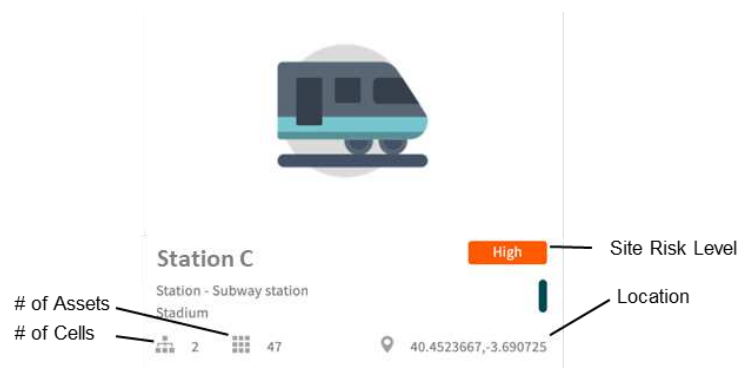 Station C
High
Site Risk Level
Station - Subway station
Stadium
Location
# of Assets
# of Cells
2
47
40.4523667,-3.690725